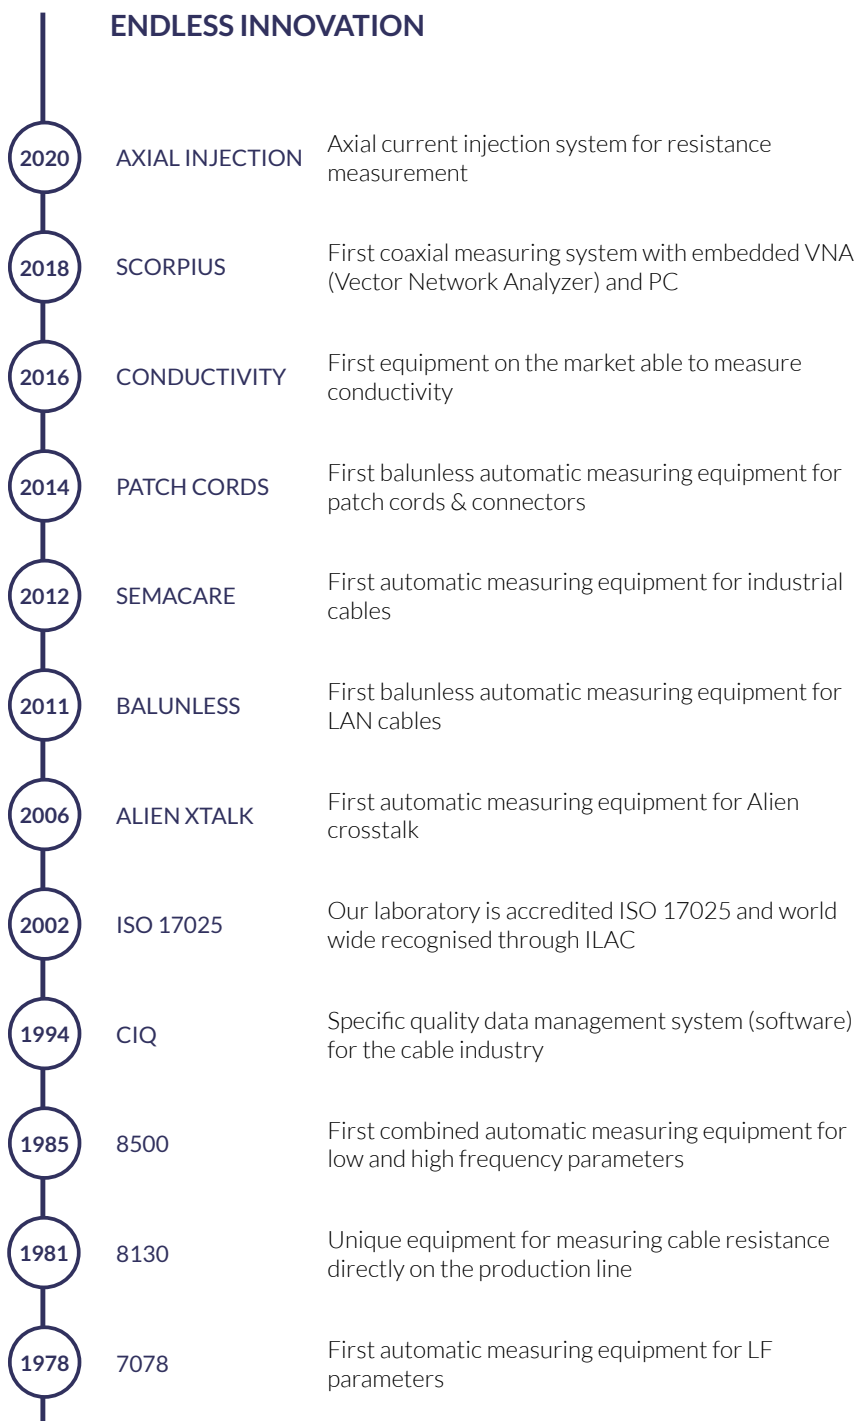 ENDLESS INNOVATION
2020
AXIAL INJECTION
Axial current injection system for resistance
measurement
2018
SCORPIUS
First coaxial measuring system with embedded VNA
(Vector Network Analyzer) and PC
2016
CONDUCTIVITY
First equipment on the market able to measure
conductivity
2014
PATCH CORDS
First balunless automatic measuring equipment for
patch cords & connectors
2012
SEMACARE
First automatic measuring equipment for industrial
cables
2011
BALUNLESS
First balunless automatic measuring equipment for
LAN cables
2006
ALIEN XTALK
First automatic measuring equipment for Alien
crosstalk
2002
ISO 17025
Our laboratory is accredited ISO 17025 and world
wide recognised through ILAC
1994
CIQ
Specific quality data management system (software)
for the cable industry
1985
8500
First combined automatic measuring equipment for
low and high frequency parameters
1981
8130
Unique equipment for measuring cable resistance
directly on the production line
1978
7078
First automatic measuring equipment for LF
parameters